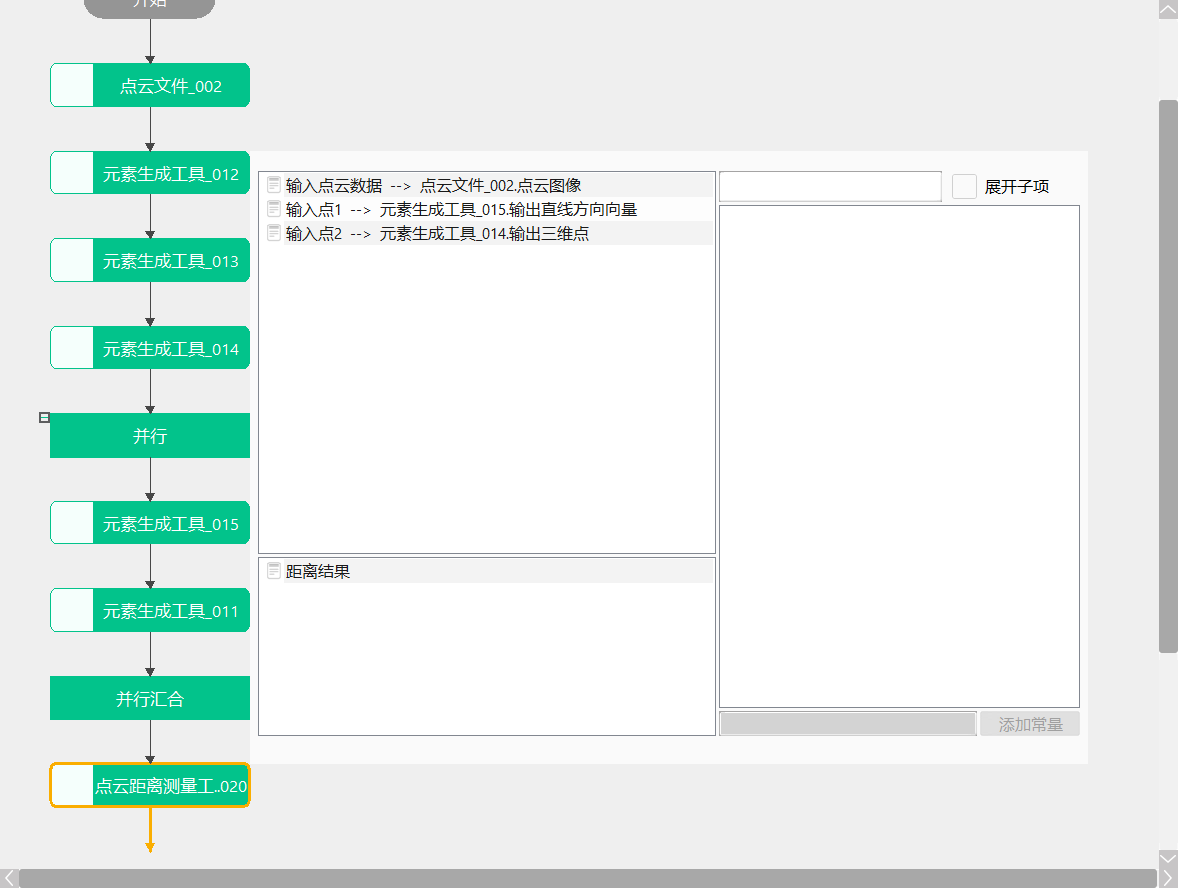 开始
点云文件_002
元素生成工具_012
元素生成工具_013
元素生成工具_014
并行
元素生成工具_015
元素生成工具_011
并行汇合
点云距离测量工..020
输入点云数据 --> 点云文件_002.点云图像
输入点1 --> 元素生成工具_015.输出直线方向向量
输入点2 --> 元素生成工具_014.输出三维点
距离结果
展开子项
添加常量